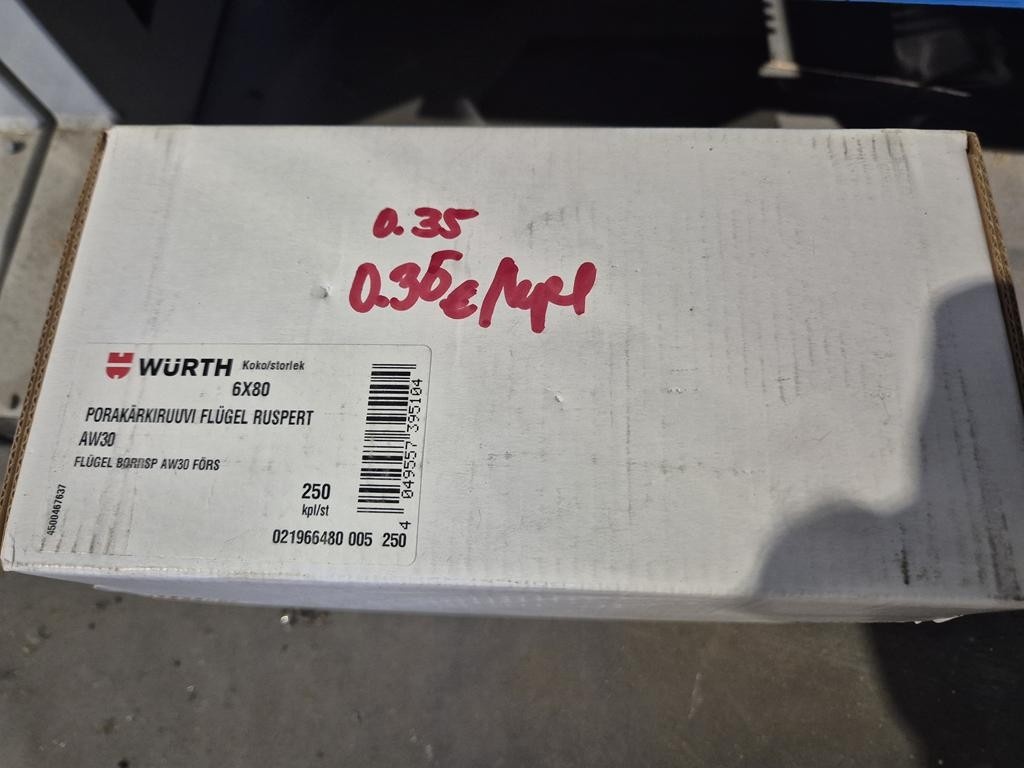 0.35
0.35€/kpl
WÜRTH Koko/storlek
6X80
PORAKÄRKIRUUVI FLÜGEL RUSPERT
AW30
FLÜGEL BORRSP AW30 FÖRS
250
kpl/st
021966480 005 250
4500467637
4 049557 395104